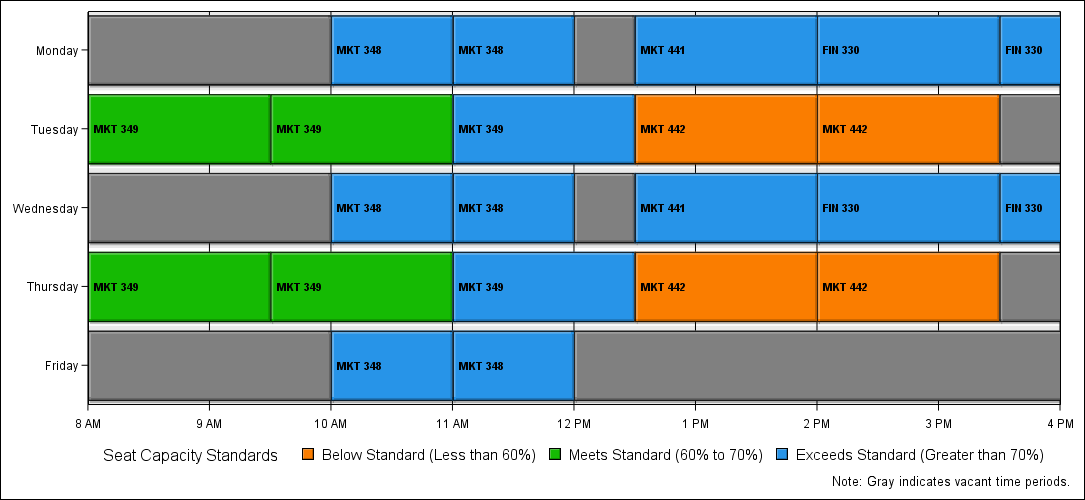 Monday MKT 348 MKT 348 MKT 441 FIN 330 FIN 330
Tuesday MKT 349 MKT 349 MKT 349 MKT 442 MKT 442
Wednesday MKT 348 MKT 348 MKT 441 FIN 330 FIN 330
Thursday MKT 349 MKT 349 MKT 349 MKT 442 MKT 442
Friday MKT 348 MKT 348
8 AM 9 AM 10 AM 11 AM 12 PM 1 PM 2 PM 3 PM 4 PM
Seat Capacity Standards Below Standard (Less than 60%) Meets Standard (60% to 70%) Exceeds Standard (Greater than 70%)
Note: Gray indicates vacant time periods.